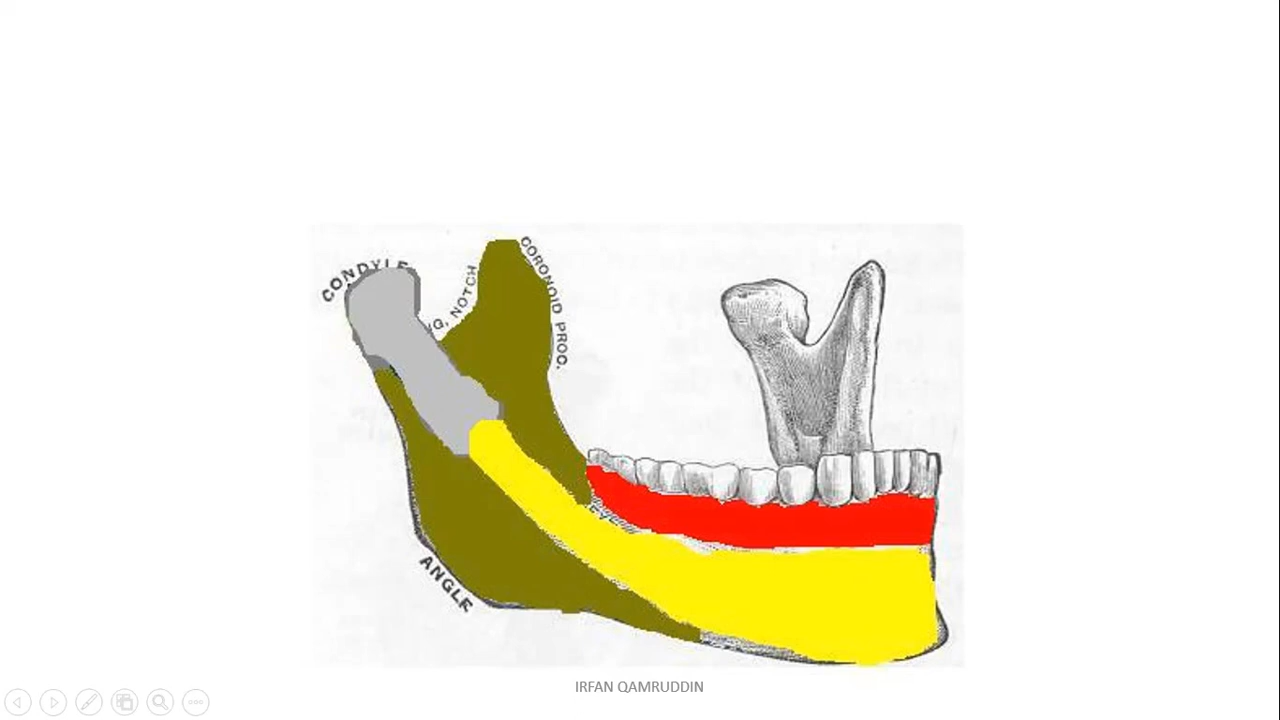 CONDYLE
NOTCH
CORONOID PROC.
ANGLE
IRFAN QAMRUDDIN